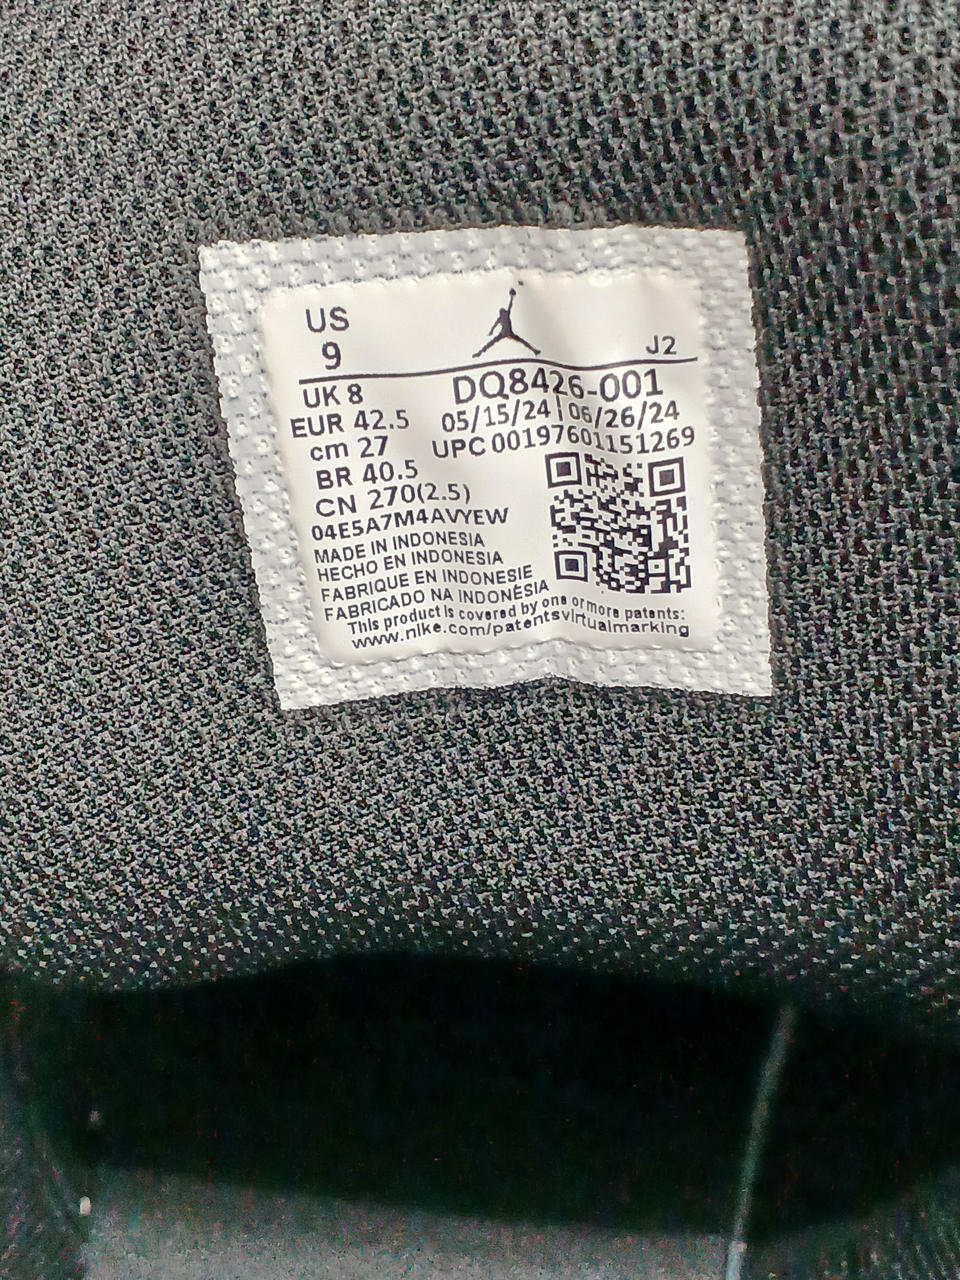 US
9
J2
UK 8
EUR 42.5
cm 27
BR 40.5
CN 270(2.5)
DQ8426-001
05/15/24 | 06/26/24
UPC 00197601151269
04E5A7M4AVYEW
MADE IN INDONESIA
HECHO EN INDONESIA
FABRIQUE EN INDONESIE
FABRICADO NA INDONÉSIA
This product is covered by one or more patents:
www.nike.com/patentsvirtualmarking